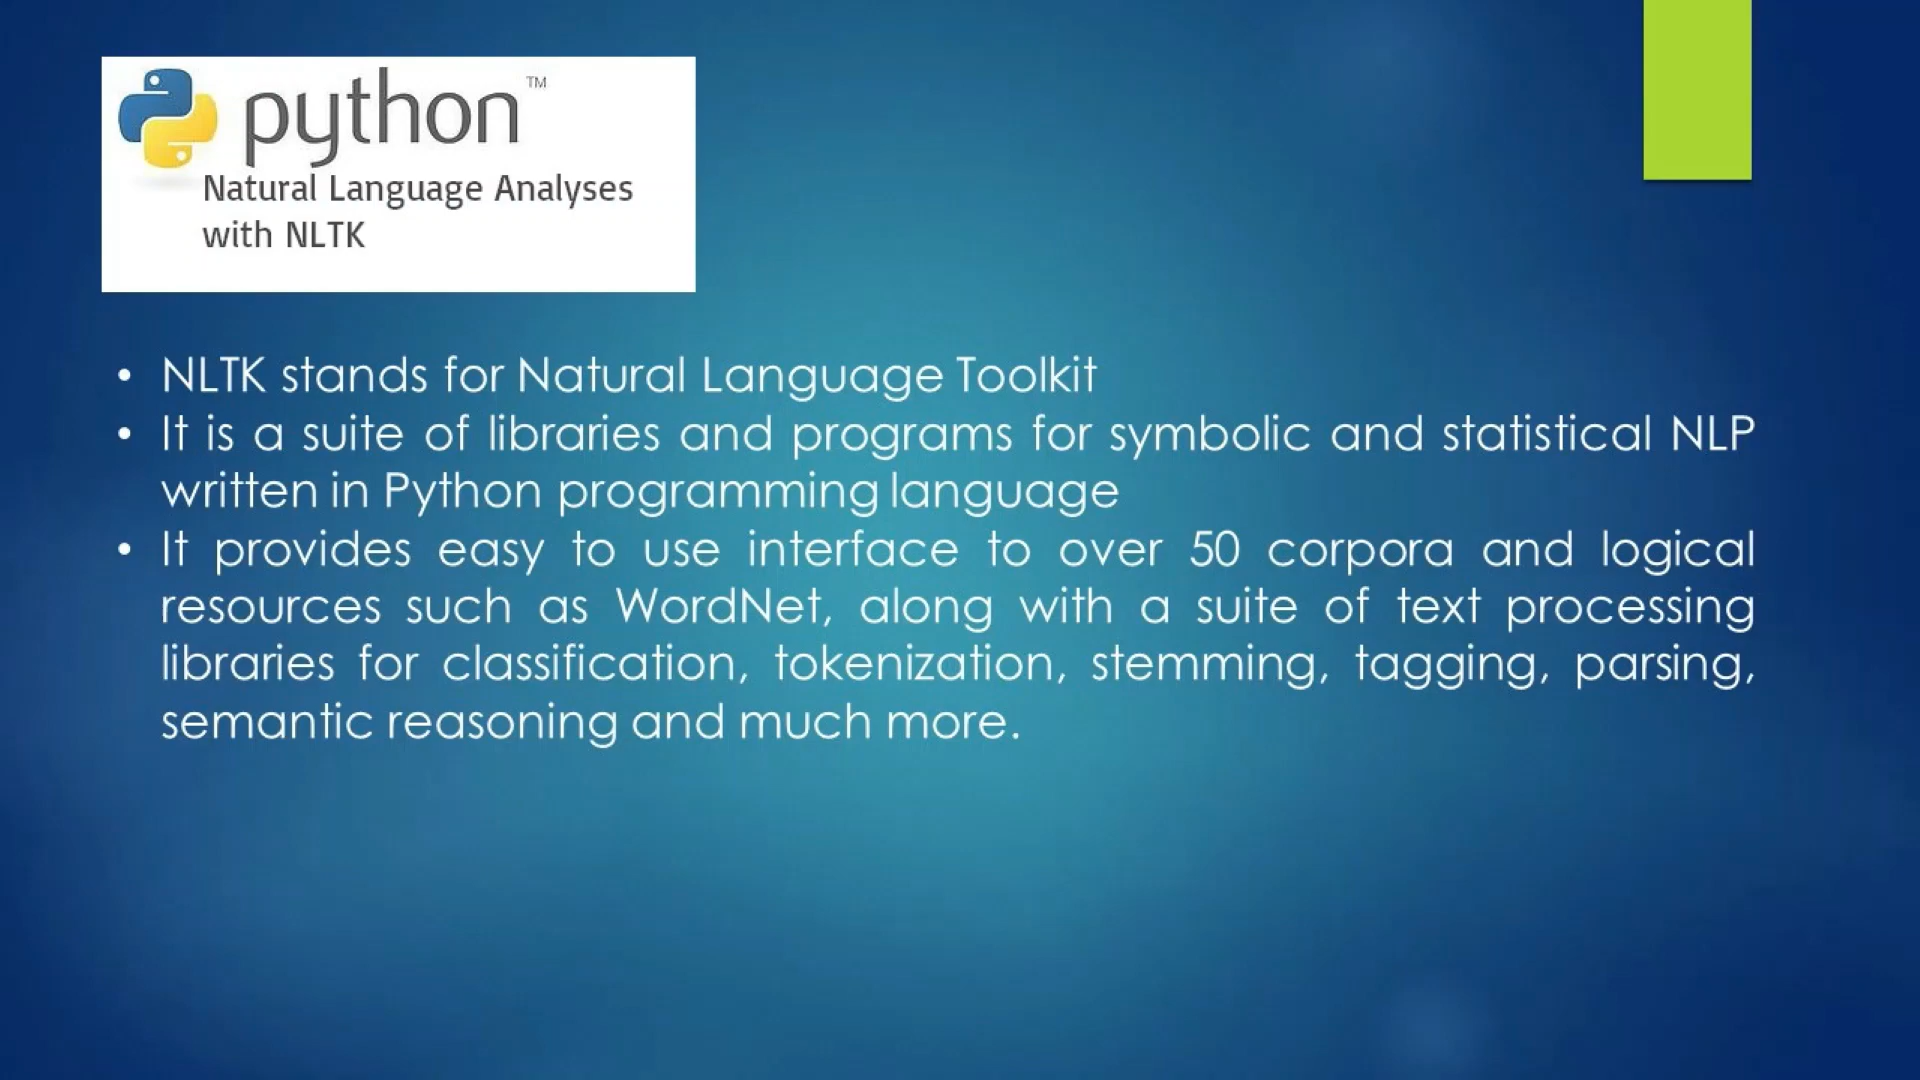 python™
Natural Language Analyses
with NLTK
• NLTK stands for Natural Language Toolkit
• It is a suite of libraries and programs for symbolic and statistical NLP
written in Python programming language
• It provides easy to use interface to over 50 corpora and logical
resources such as WordNet, along with a suite of text processing
libraries for classification, tokenization, stemming, tagging, parsing,
semantic reasoning and much more.